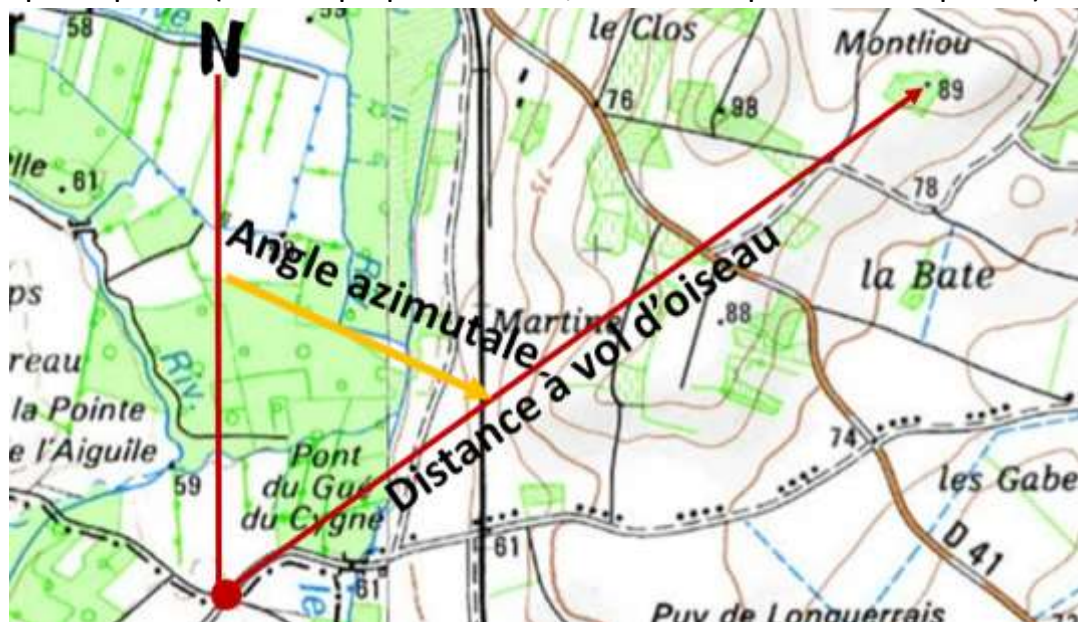 N
58
le Clos
Montliou
76
98
89
lle
61
78
Angle azimutale
la Bate
ps
Martine
88
Distance à vol d'oiseau
reau
Riv.
la Pointe
e l'Aiguile
Pont
74
59
du Gué
les Gabe
du Cygne
61
D 41
61
le
Puy de Longuerrais